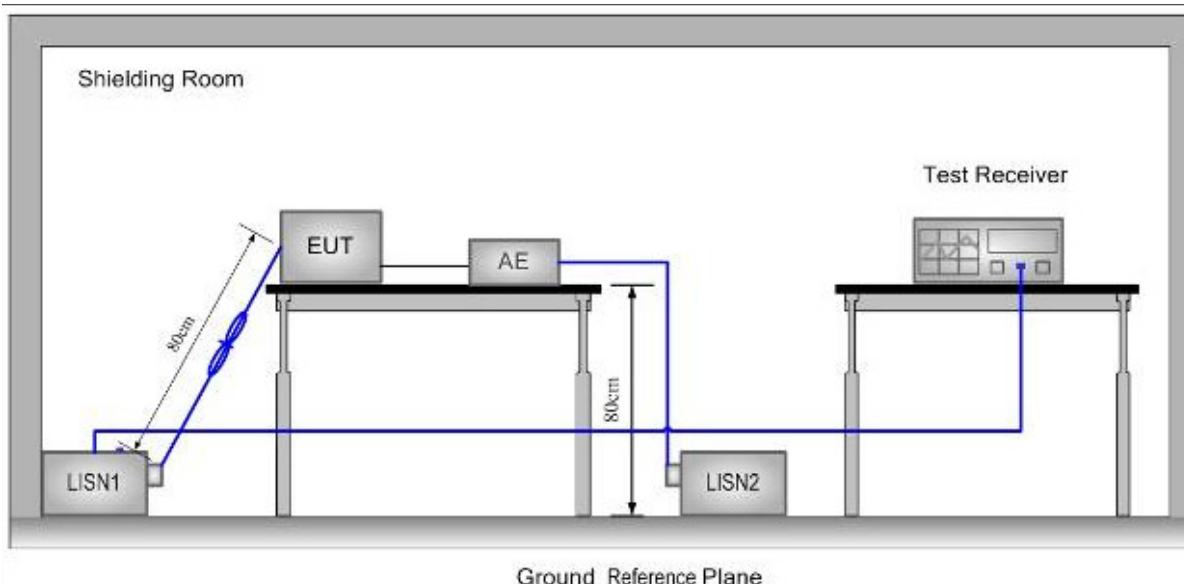 Shielding Room
Test Receiver
EUT
AE
80cm
80cm
LISN1
LISN2
Ground Reference Plane